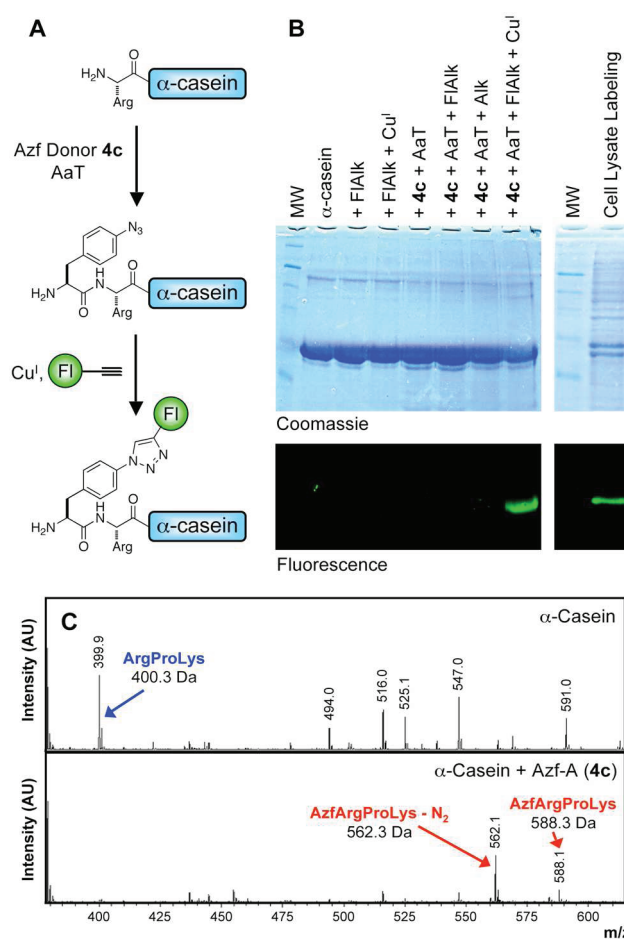 A
H₂N
O
Arg
α-casein
Azf Donor 4c
AaT
N₃
H₂N
H
N
O
O
Arg
α-casein
Cuᴵ,
Fl
Fl
N
N
N
H₂N
H
N
O
O
Arg
α-casein
B
MW
α-casein
+ FlAlk
+ FlAlk + Cuᴵ
+ 4c + AaT
+ 4c + AaT + FlAlk
+ 4c + AaT + Alk
+ 4c + AaT + FlAlk + Cuᴵ
MW
Cell Lysate Labeling
Coomassie
Fluorescence
C
α-Casein
Intensity (AU)
399.9
ArgProLys
400.3 Da
494.0
516.0
525.1
547.0
591.0
α-Casein + Azf-A (4c)
Intensity (AU)
AzfArgProLys - N₂
562.3 Da
562.1
AzfArgProLys
588.3 Da
588.1
400 425 450 475 500 525 550 575 600
m/z